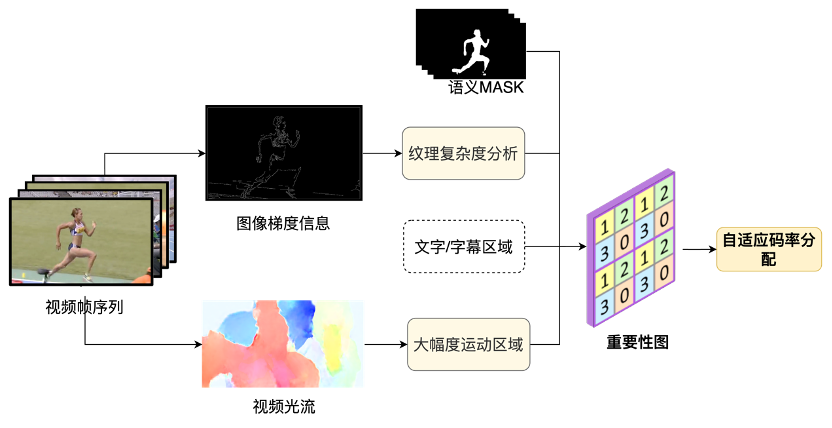 语义MASK
纹理复杂度分析
图像梯度信息
文字/字幕区域
视频帧序列
大幅度运动区域
视频光流
1 2 1 2
3 0 3 0
1 2 1 2
3 0 3 0
重要性图
自适应码率分
配